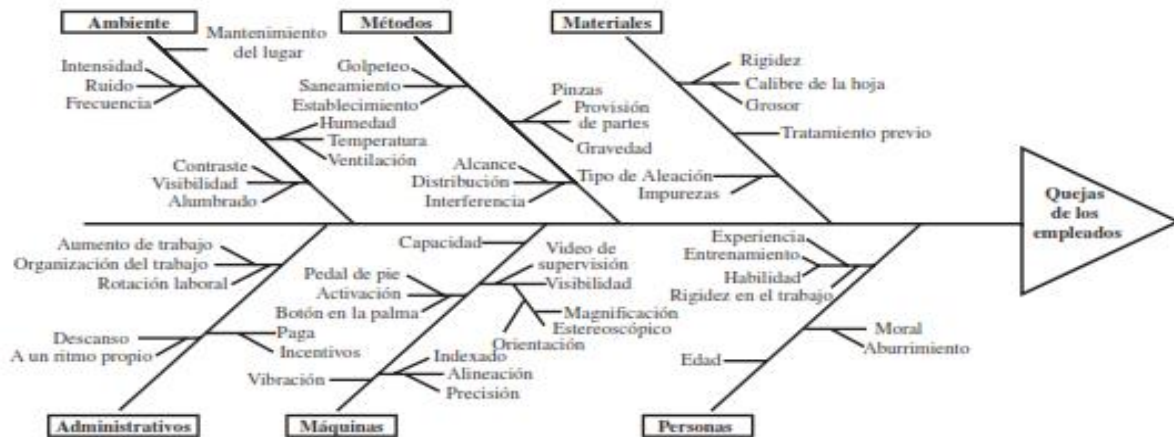 Ambiente
Métodos
Materiales
Mantenimiento
del lugar
Intensidad
Ruido
Frecuencia
Humedad
Temperatura
Ventilación
Contraste
Visibilidad
Alumbrado
Golpeteo
Saneamiento
Establecimiento
Pinzas
Provisión
de partes
Gravedad
Alcance
Distribución
Interferencia
Rigidez
Calibre de la hoja
Grosor
Tratamiento previo
Tipo de Aleación
Impurezas
Quejas
de los
empleados
Aumento de trabajo
Organización del trabajo
Rotación laboral
Descanso
A un ritmo propio
Paga
Incentivos
Capacidad
Pedal de pie
Activación
Botón en la palma
Video de
supervisión
Visibilidad
Magnificación
Estereoscópico
Orientación
Vibración
Indexado
Alineación
Precisión
Experiencia
Entrenamiento
Habilidad
Rigidez en el trabajo
Moral
Aburrimiento
Edad
Administrativos
Máquinas
Personas